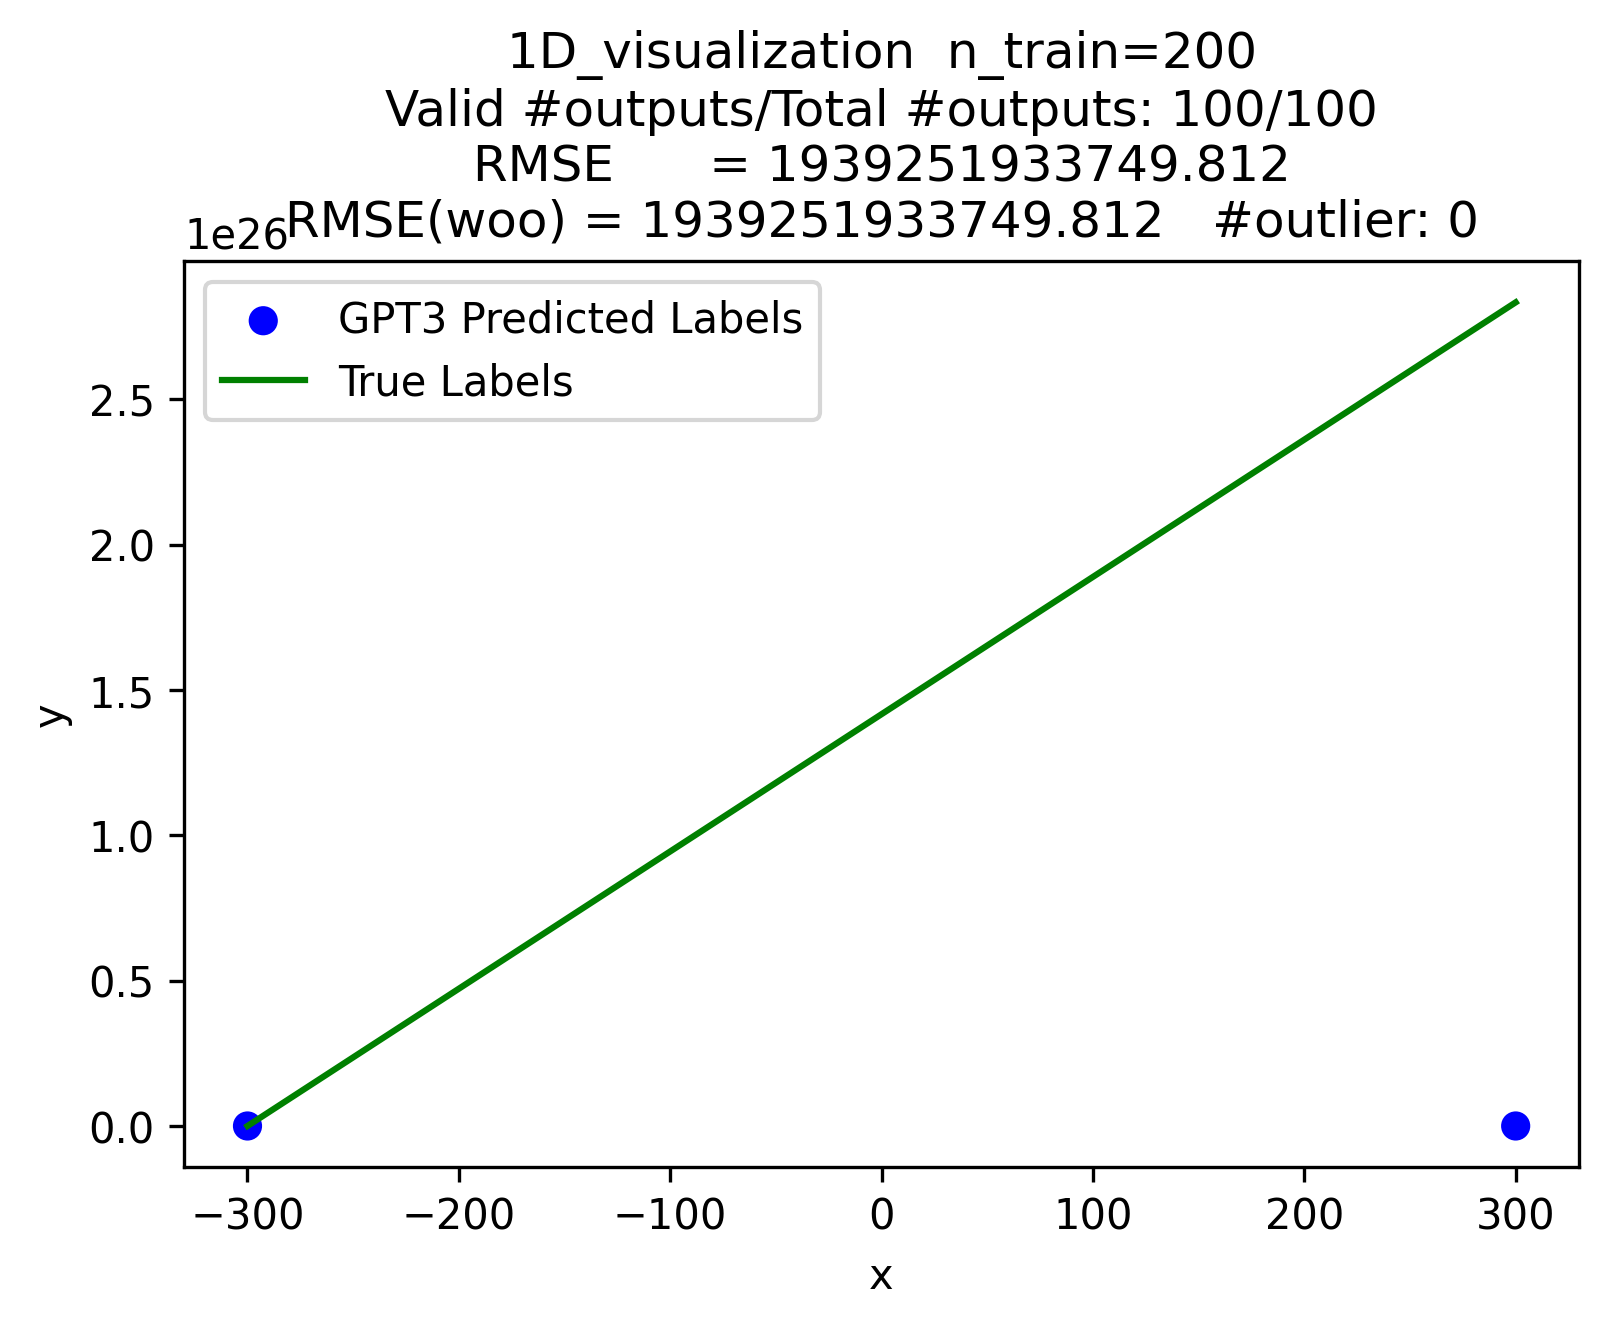 1D_visualization  n_train=200
Valid #outputs/Total #outputs: 100/100
RMSE      = 1939251933749.812
RMSE(woo) = 1939251933749.812   #outlier: 0
1e26
GPT3 Predicted Labels
True Labels
2.5
2.0
1.5
1.0
0.5
0.0
y
−300 −200 −100 0 100 200 300
x